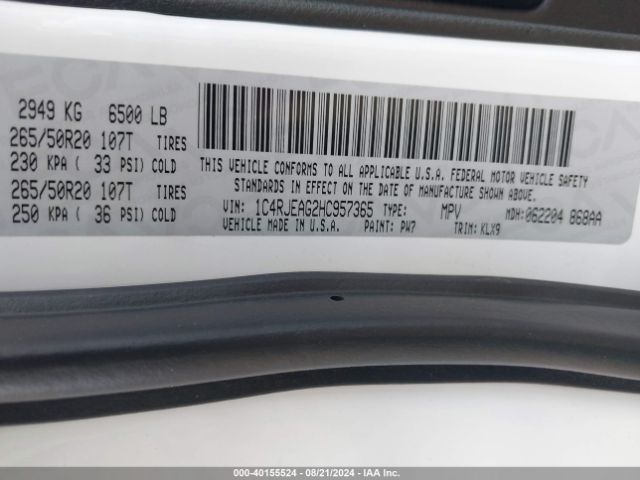 2949 KG 6500 LB
265/50R20 107T TIRES
230 KPA ( 33 PSI) COLD
265/50R20 107T TIRES
250 KPA ( 36 PSI) COLD
THIS VEHICLE CONFORMS TO ALL APPLICABLE U.S.A. FEDERAL MOTOR VEHICLE SAFETY
STANDARDS IN EFFECT ON THE DATE OF MANUFACTURE SHOWN ABOVE.
VIN: 1C4RJEAG2HC957365 TYPE: MPV MDH:062204 868AA
VEHICLE MADE IN U.S.A. PAINT: PW7 TRIM: KLX9
000-40155524 - 08/21/2024 - IAA Inc.